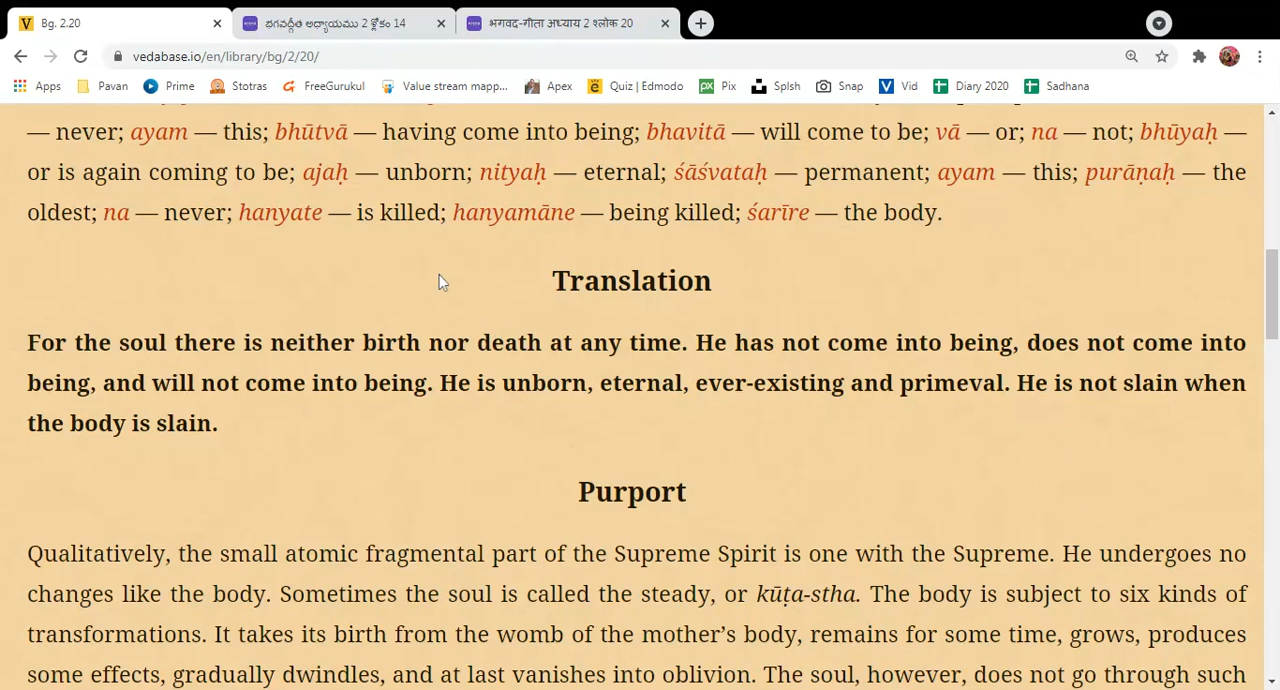 Bg. 2.20
భగవద్గీత అధ్యాయము 2 శ్లోకం 14
भगवद-गीता अध्याय 2 श्लोक 20
vedabase.io/en/library/bg/2/20/
Apps Pavan Prime Stotras FreeGurukul Value stream mapp... Apex Quiz | Edmodo Pix Splsh Snap Vid Diary 2020 Sadhana
— never; ayam — this; bhūtvā — having come into being; bhavitā — will come to be; vā — or; na — not; bhūyaḥ —
or is again coming to be; ajaḥ — unborn; nityaḥ — eternal; śāśvataḥ — permanent; ayam — this; purāṇaḥ — the
oldest; na — never; hanyate — is killed; hanyamāne — being killed; śarīre — the body.
Translation
For the soul there is neither birth nor death at any time. He has not come into being, does not come into
being, and will not come into being. He is unborn, eternal, ever-existing and primeval. He is not slain when
the body is slain.
Purport
Qualitatively, the small atomic fragmental part of the Supreme Spirit is one with the Supreme. He undergoes no
changes like the body. Sometimes the soul is called the steady, or kūṭa-stha. The body is subject to six kinds of
transformations. It takes its birth from the womb of the mother’s body, remains for some time, grows, produces
some effects, gradually dwindles, and at last vanishes into oblivion. The soul, however, does not go through such